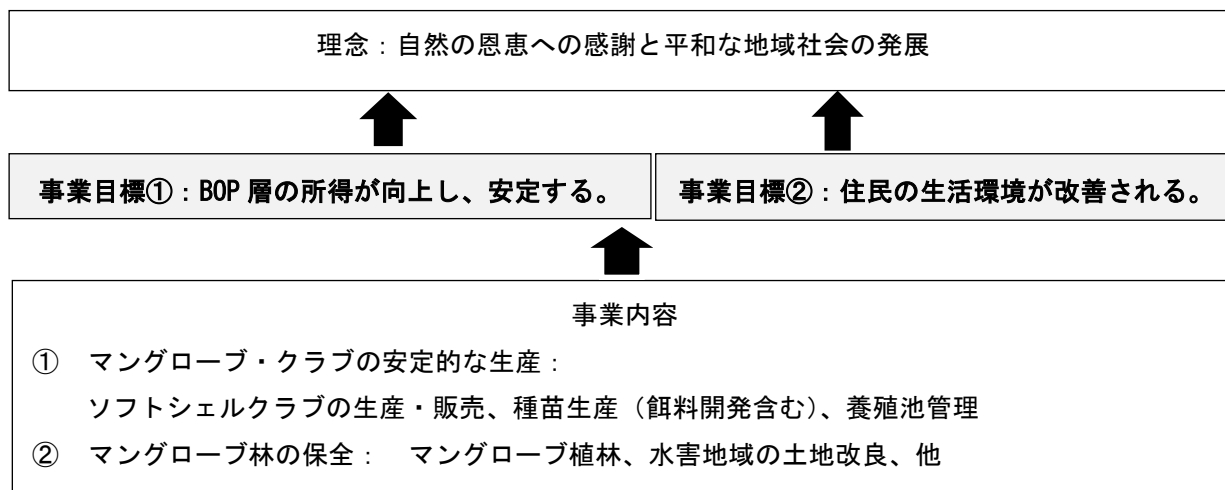 理念：自然の恩恵への感謝と平和な地域社会の発展
事業目標①：BOP 層の所得が向上し、安定する。
事業目標②：住民の生活環境が改善される。
事業内容
① マングローブ・クラブの安定的な生産：
ソフトシェルクラブの生産・販売、種苗生産（餌料開発含む）、養殖池管理
② マングローブ林の保全： マングローブ植林、水害地域の土地改良、他